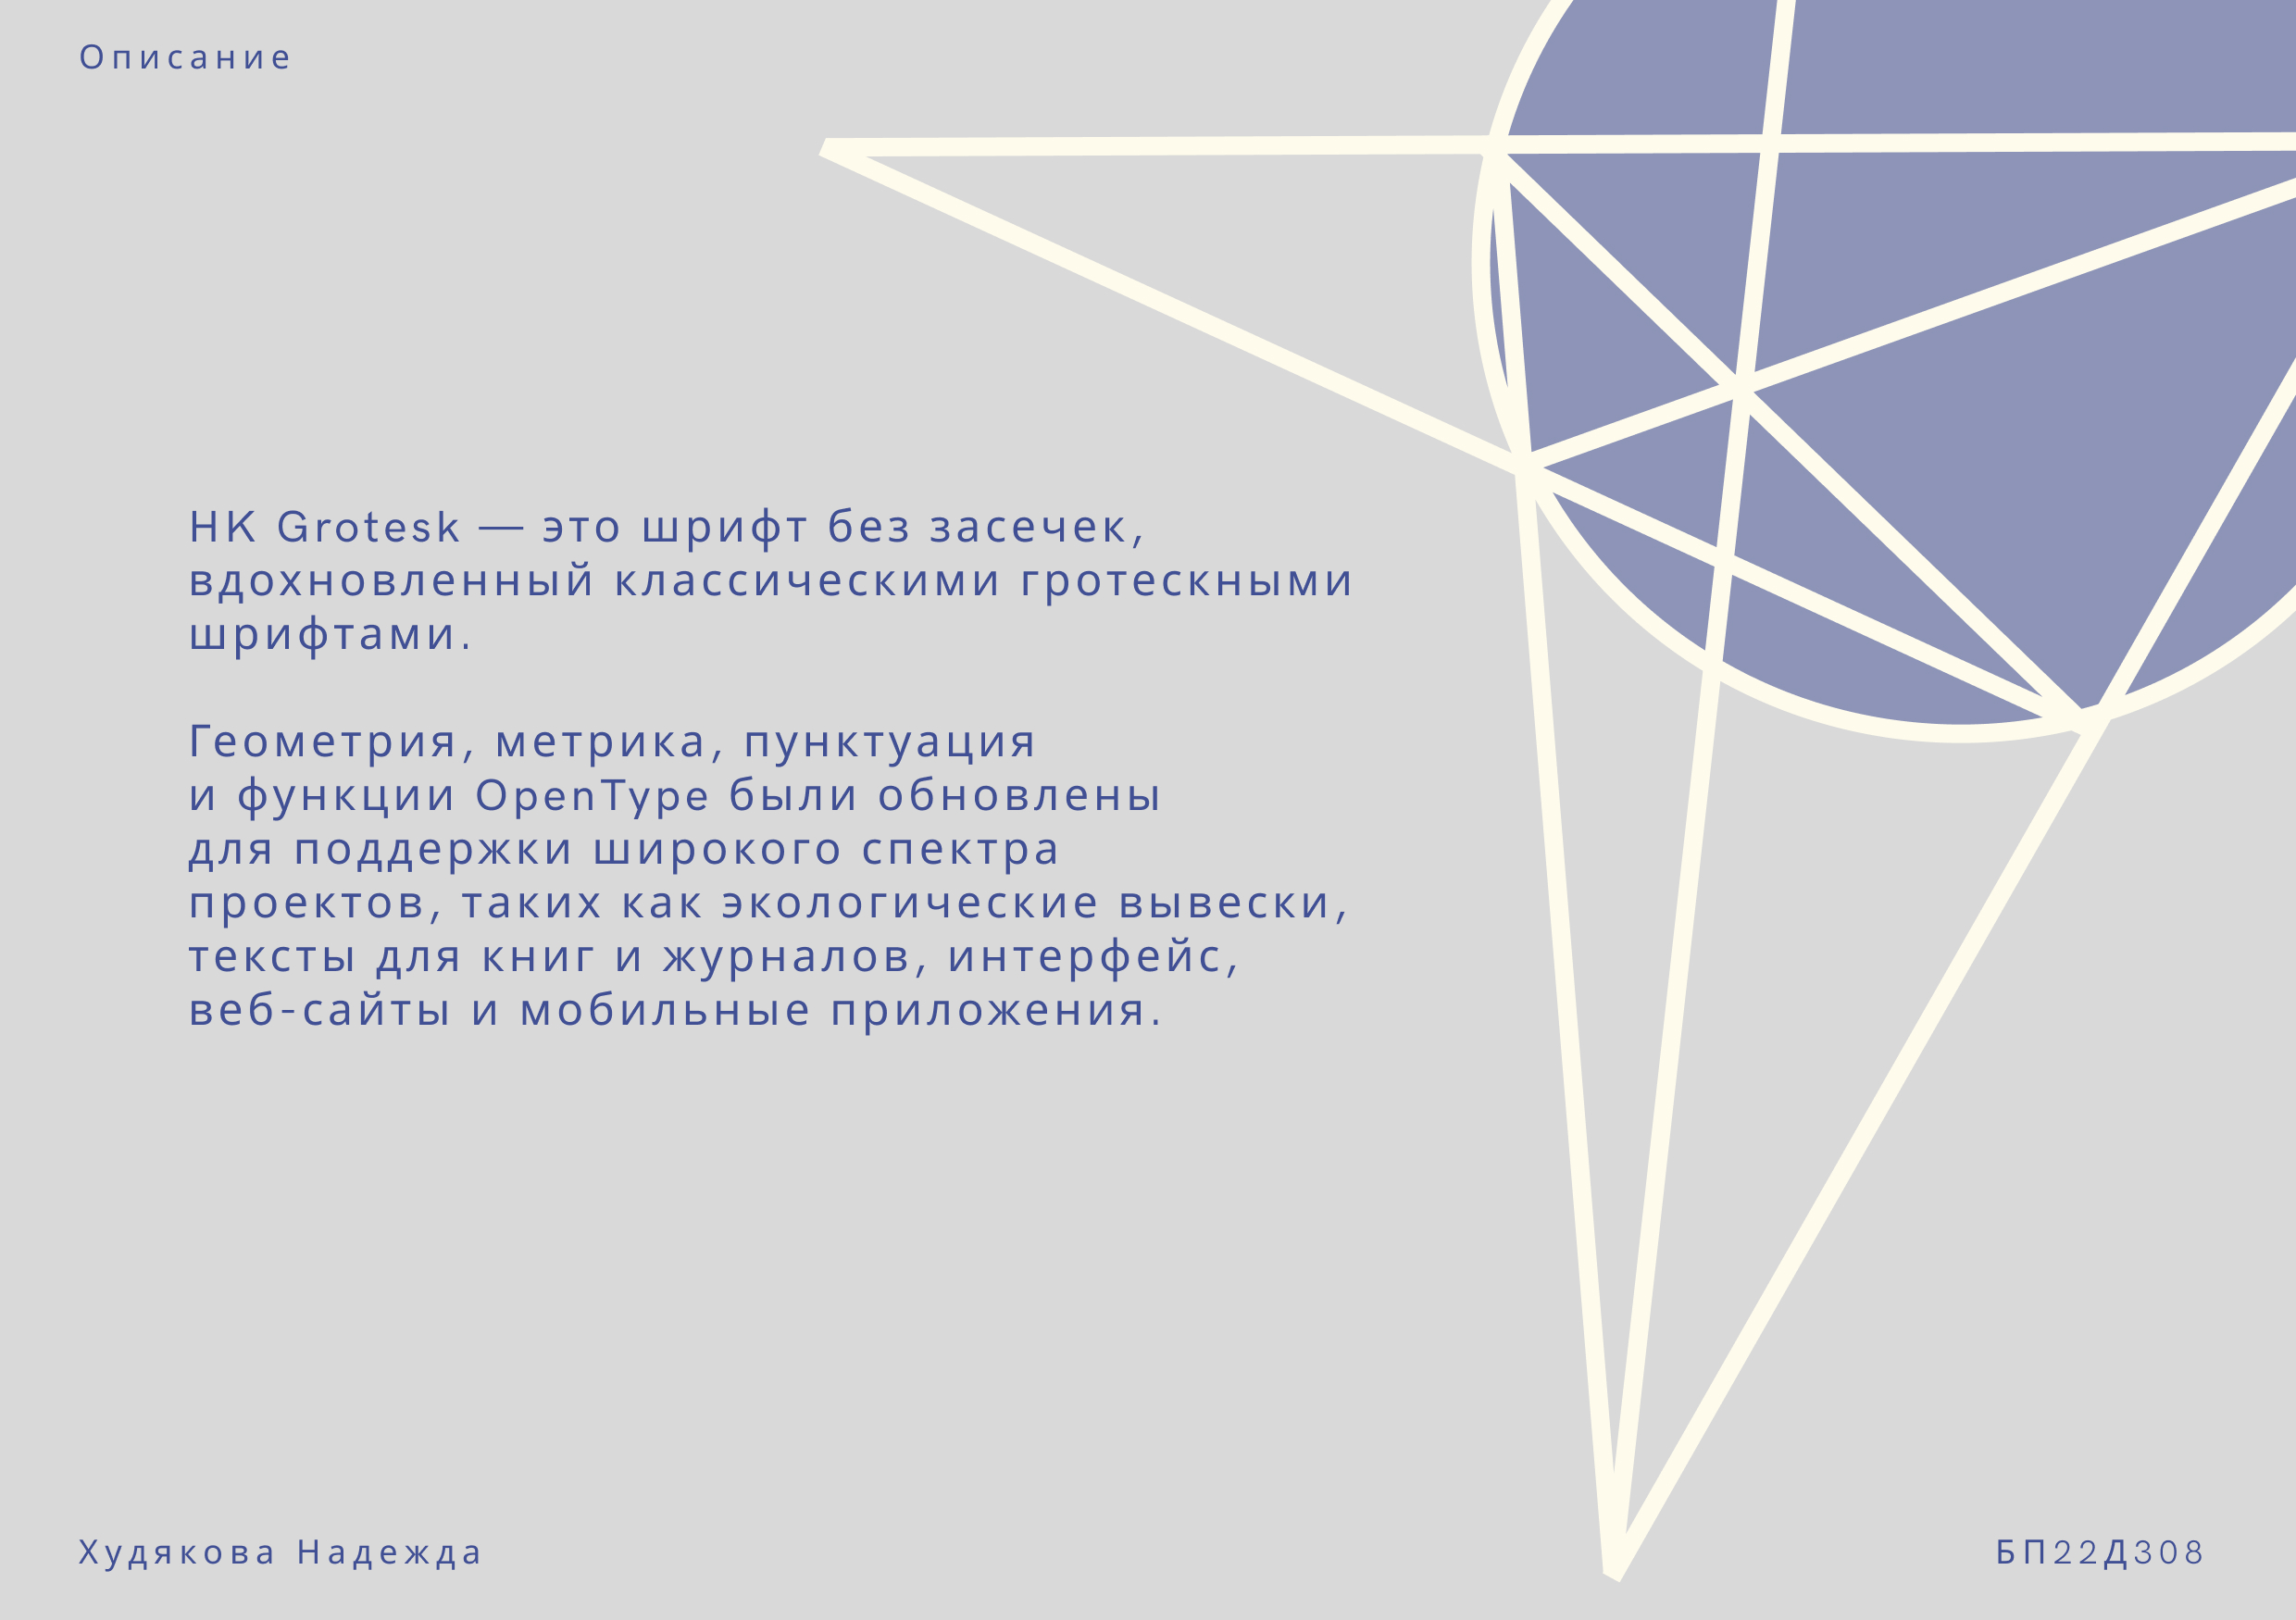 Описание
HK Grotesk — это шрифт без засечек,
вдохновленный классическими гротескными
шрифтами.
Геометрия, метрика, пунктуация
и функции OpenType были обновлены
для поддержки широкого спектра
проектов, таких как экологические вывески,
тексты для книг и журналов, интерфейс,
веб-сайты и мобильные приложения.
Худякова Надежда
БП22Д308